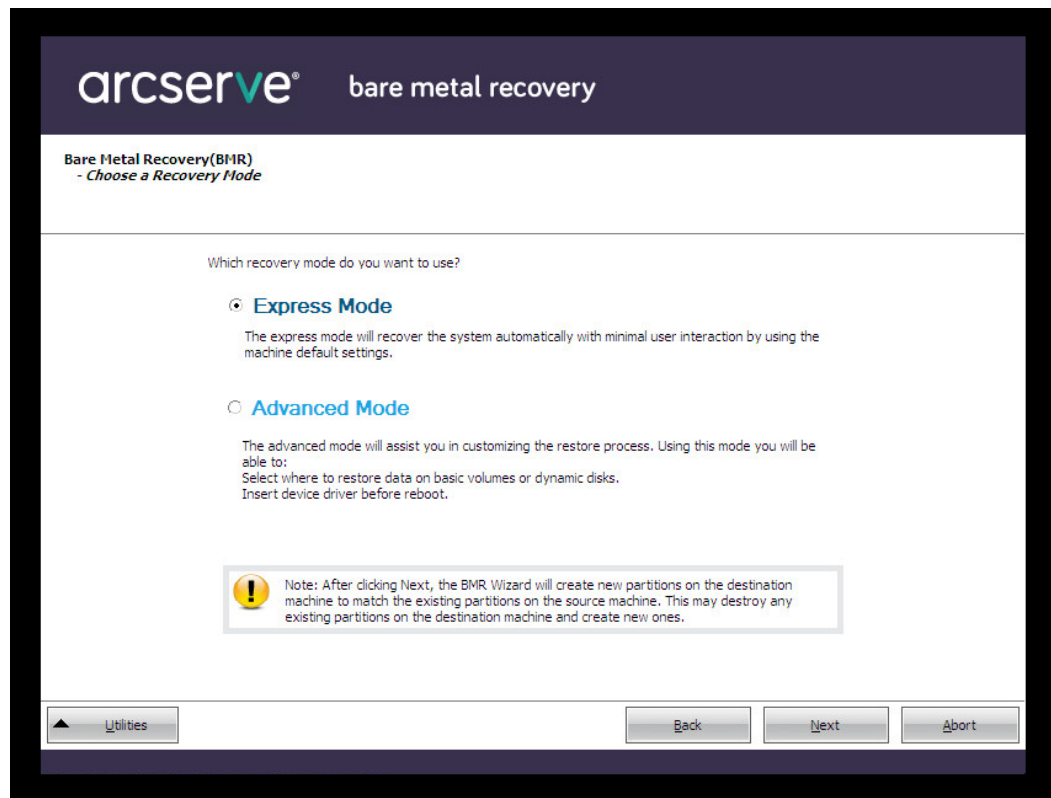 arcserve® bare metal recovery
Bare Metal Recovery(BMR)
- Choose a Recovery Mode
Which recovery mode do you want to use?
Express Mode
The express mode will recover the system automatically with minimal user interaction by using the
machine default settings.
Advanced Mode
The advanced mode will assist you in customizing the restore process. Using this mode you will be
able to:
Select where to restore data on basic volumes or dynamic disks.
Insert device driver before reboot.
Note: After clicking Next, the BMR Wizard will create new partitions on the destination
machine to match the existing partitions on the source machine. This may destroy any
existing partitions on the destination machine and create new ones.
Utilities Back Next Abort